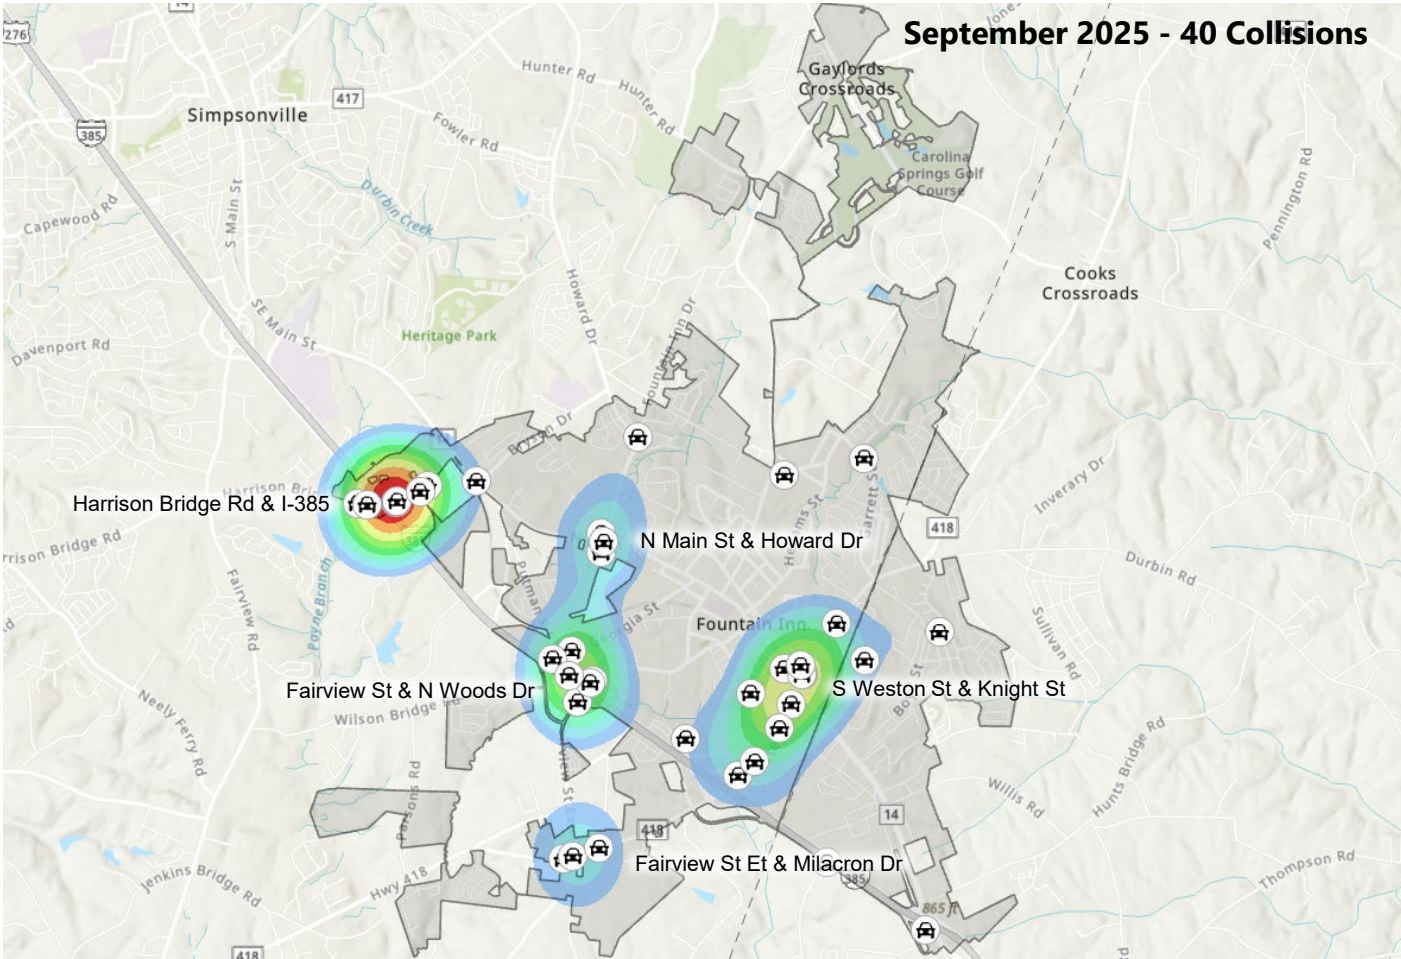 September 2025 - 40 Collisions
14
276
Hunter Rd
Hunter Rd
Gaylords
Crossroads
417
Simpsonville
385
Fowler Rd
Carolina
Springs Golf
Course
Pennington Rd
Durbin Creek
Capewood Rd
S Main St
Cooks
Crossroads
Howard Dr
SE Main St
Heritage Park
Fountain Inn Dr
Davenport Rd
Bryson Dr
Inverary Dr
Harrison Bridge Rd & I-385
Harrison Bri
Garrett S
418
N Main St & Howard Dr
rrison Bridge Rd
Durbin Rd
Fairview Rd
Payne Branch
Putman
Georgia St
Fountain Inn
Sullivan Rd
Fairview St & N Woods Dr
S Weston St & Knight St
Wilson Bridge
Neely Ferry Rd
Hunts Bridge Rd
Parsons Rd
Willis Rd
14
418
Fairview St Et & Milacron Dr
Jenkins Bridge Rd
Hwy 418
385
Thompson Rd
865 ft
418